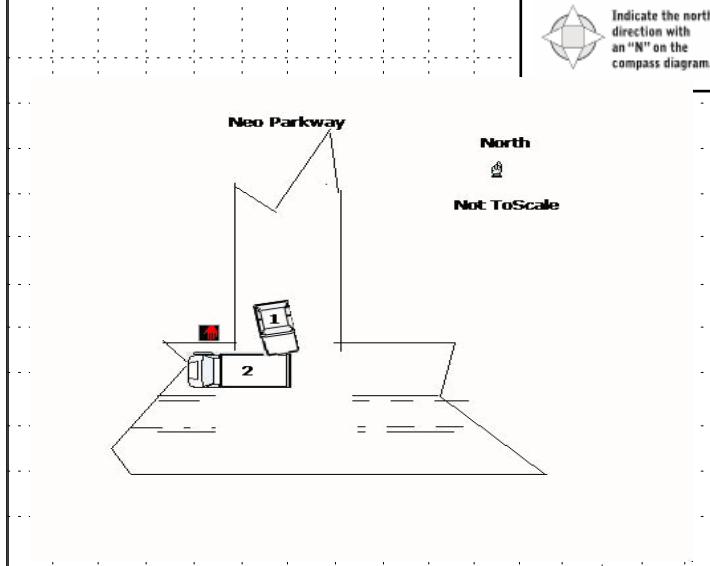 Indicate the north
direction with
an "N" on the
compass diagram.
Neo Parkway
North
Not ToScale
1
2